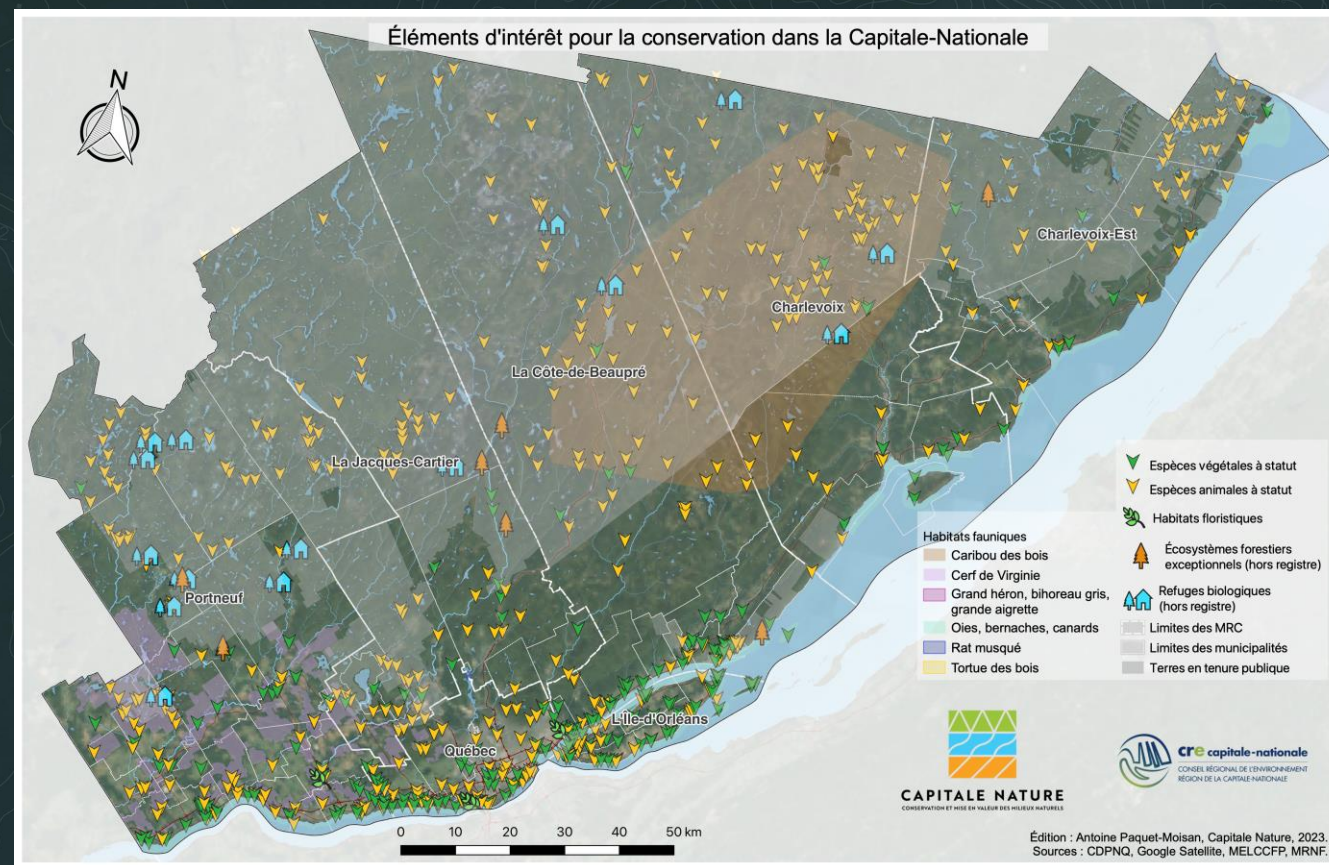 Éléments d'intérêt pour la conservation dans la Capitale-Nationale
N
Charlevoix-Est
Charlevoix
La Côte-de-Beaupré
La Jacques-Cartier
Portneuf
L'Île-d'Orléans
Québec
Espèces végétales à statut
Espèces animales à statut
Habitats floristiques
Écosystèmes forestiers
exceptionnels (hors registre)
Refuges biologiques
(hors registre)
Limites des MRC
Limites des municipalités
Terres en tenure publique
Habitats fauniques
Caribou des bois
Cerf de Virginie
Grand héron, bihoreau gris,
grande aigrette
Oies, bernaches, canards
Rat musqué
Tortue des bois
CAPITALE NATURE
CONSERVATION ET MISE EN VALEUR DES MILIEUX NATURELS
cre capitale-nationale
CONSEIL RÉGIONAL DE L'ENVIRONNEMENT
RÉGION DE LA CAPITALE-NATIONALE
0 10 20 30 40 50 km
Édition : Antoine Paquet-Moisan, Capitale Nature, 2023.
Sources : CDPNQ, Google Satellite, MELCCFP, MRNF.